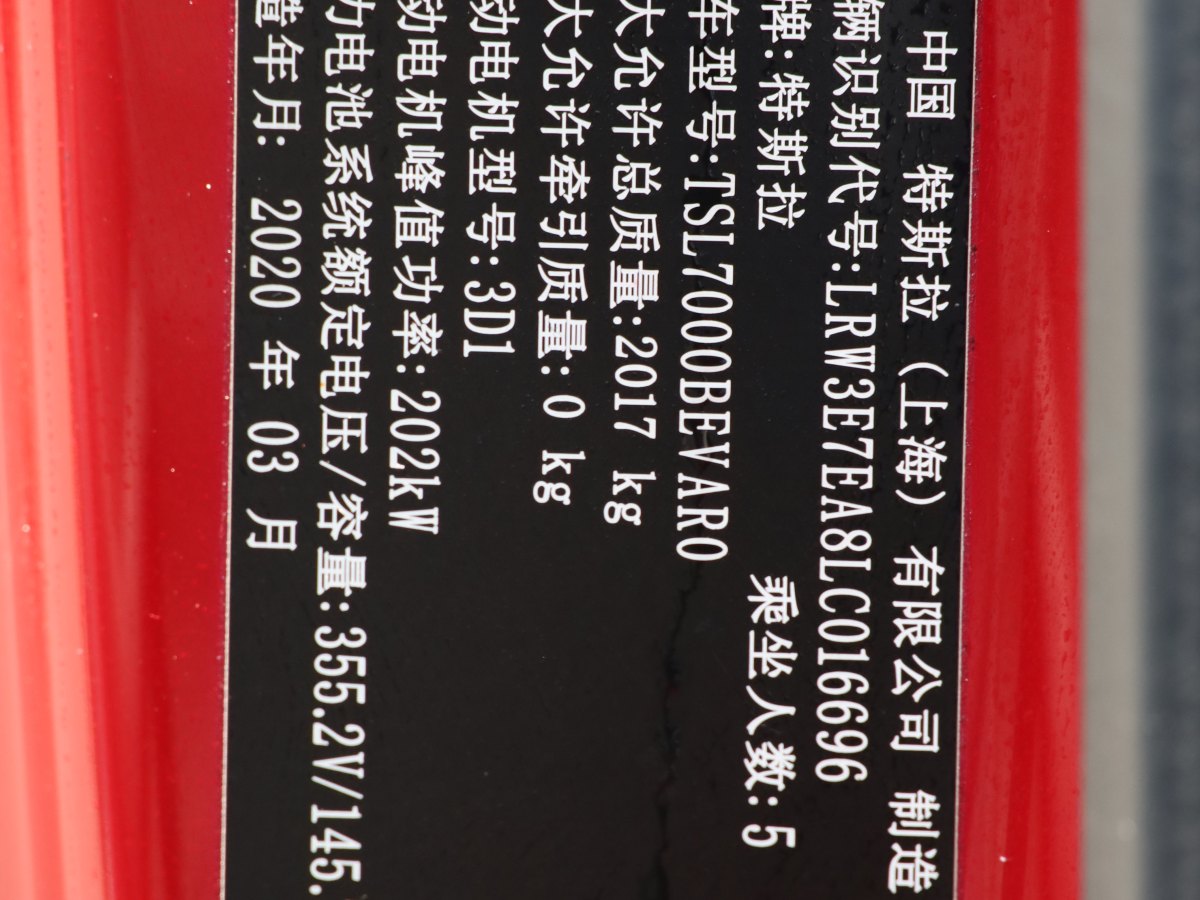 中国 特斯拉（上海）有限公司 制造
辆识别代号:LRW3E7EA8LC016696
牌:特斯拉 乘坐人数:5
车型号:TSL7000BEVAR0
大允许总质量:2017 kg
大允许牵引质量: 0 kg
动电机型号:3D1
动电机峰值功率:202kW
力电池系统额定电压/容量:355.2V/145.
造年月: 2020 年 03 月